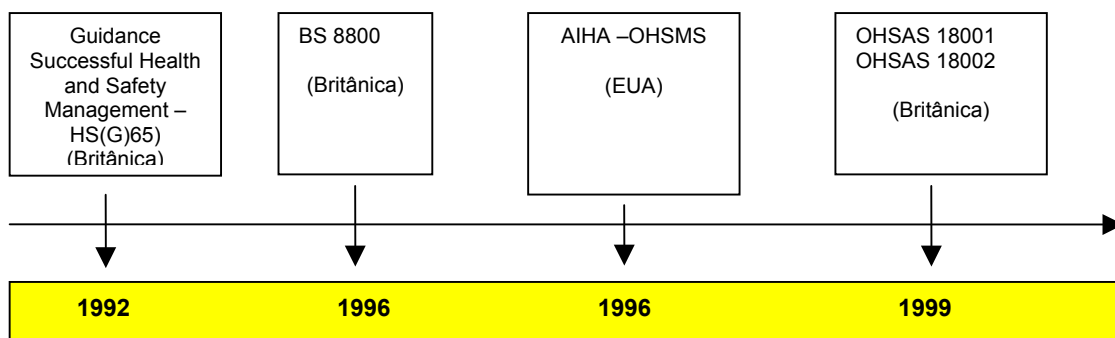 Guidance
Successful Health
and Safety
Management –
HS(G)65)
(Britânica)
BS 8800
(Britânica)
AIHA –OHSMS
(EUA)
OHSAS 18001
OHSAS 18002
(Britânica)
1992
1996
1996
1999